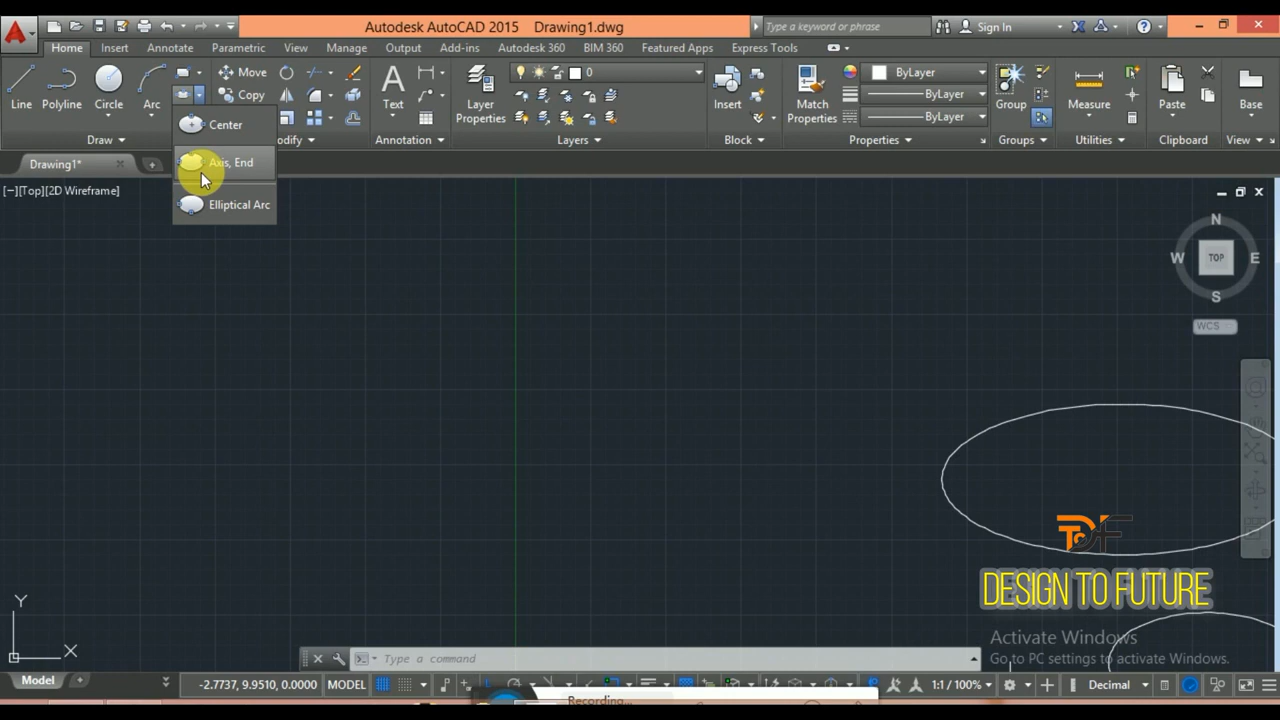 Autodesk AutoCAD 2015 Drawing1.dwg
Type a keyword or phrase
Sign In
Home Insert Annotate Parametric View Manage Output Add-ins Autodesk 360 BIM 360 Featured Apps Express Tools
Line Polyline Circle Arc
Move
Copy
Text
Layer Properties
0
Insert
Match Properties
ByLayer
ByLayer
ByLayer
Group
Measure
Paste
Base
Draw
odify
Annotation
Layers
Block
Properties
Groups
Utilities
Clipboard
View
Center
Axis, End
Elliptical Arc
Drawing1*
[−][Top][2D Wireframe]
N
W TOP E
S
WCS
TDF
DESIGN TO FUTURE
Activate Windows
Go to PC settings to activate Windows.
Y
X
Type a command
Model
-2.7737, 9.9510, 0.0000 MODEL
1:1 / 100%
Decimal
Recording...